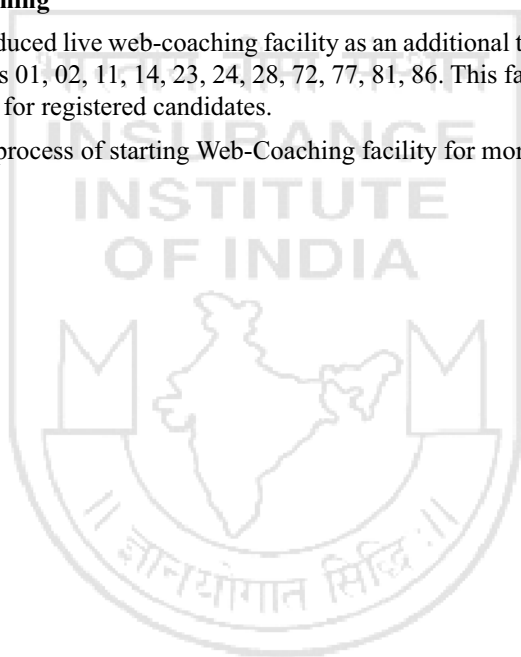 duced live web-coaching facility as an additional t
s 01, 02, 11, 14, 23, 24, 28, 72, 77, 81, 86. This fa
for registered candidates.
process of starting Web-Coaching facility for mor
INSURANCE
INSTITUTE
OF INDIA
॥ ज्ञानयोगात सिद्धिः ॥